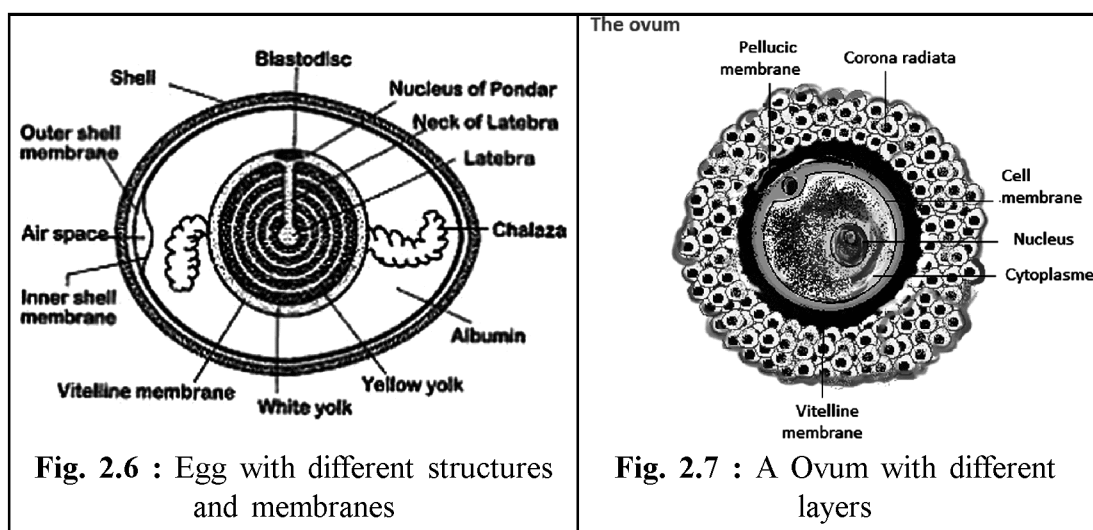 The ovum
Blastodisc
Shell
Nucleus of Pondar
Neck of Latebra
Outer shell
membrane
Latebra
Air space
Chalaza
Inner shell
membrane
Albumin
Vitelline membrane
Yellow yolk
White yolk
Fig. 2.6 : Egg with different structures
and membranes
Pellucic
membrane
Corona radiata
Cell
membrane
Nucleus
Cytoplasme
Vitelline
membrane
Fig. 2.7 : A Ovum with different
layers